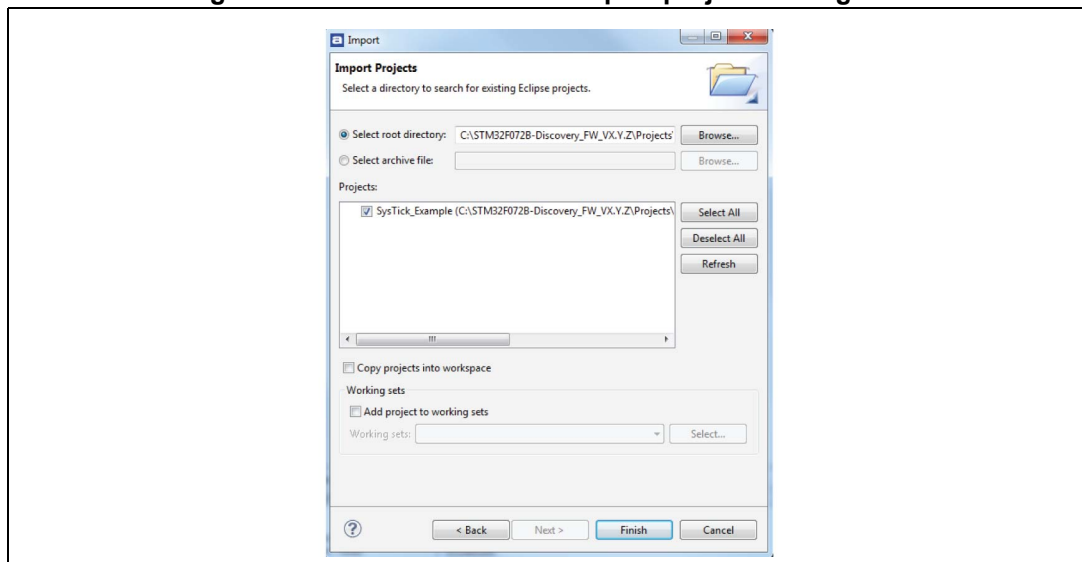 Import
Import Projects
Select a directory to search for existing Eclipse projects.
Select root directory: C:\STM32F072B-Discovery_FW_VX.Y.Z\Projects Browse...
Select archive file: Browse...
Projects:
SysTick_Example (C:\STM32F072B-Discovery_FW_VX.Y.Z\Projects\ Select All
Deselect All
Refresh
Copy projects into workspace
Working sets
Add project to working sets
Working sets: Select...
< Back Next > Finish Cancel